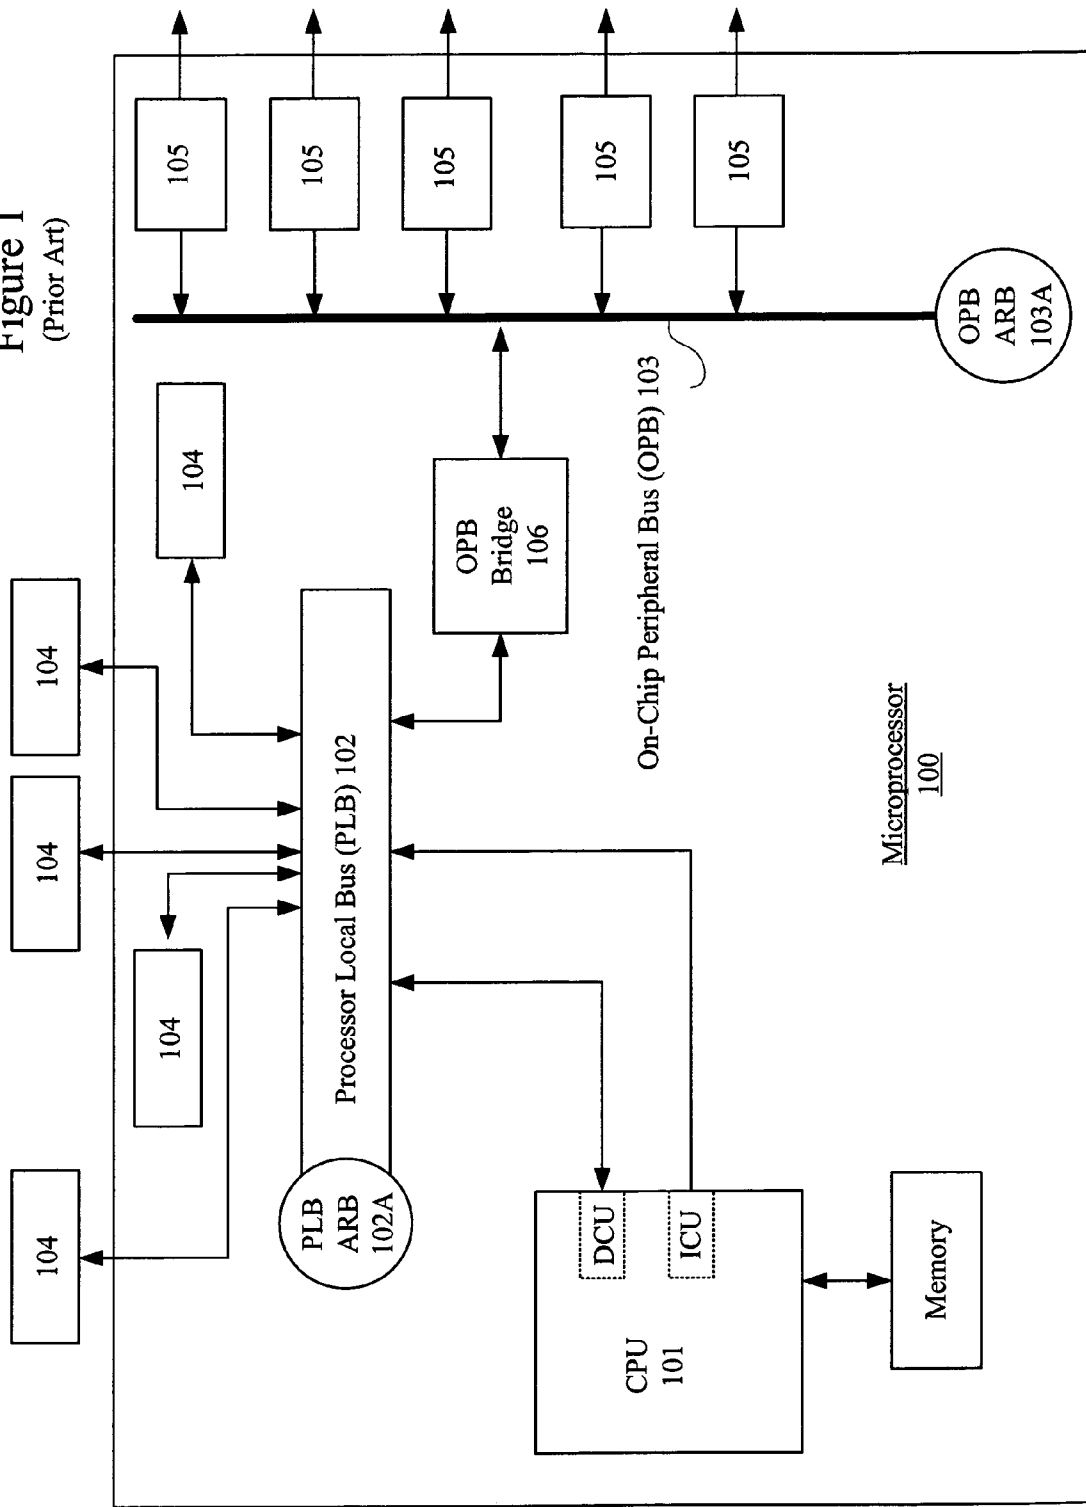 Figure 1
(Prior Art)
104
104
104
104
104
PLB
ARB
102A
Processor Local Bus (PLB) 102
105
105
105
105
105
OPB
Bridge
106
On-Chip Peripheral Bus (OPB) 103
OPB
ARB
103A
CPU
101
DCU
ICU
Memory
Microprocessor
100